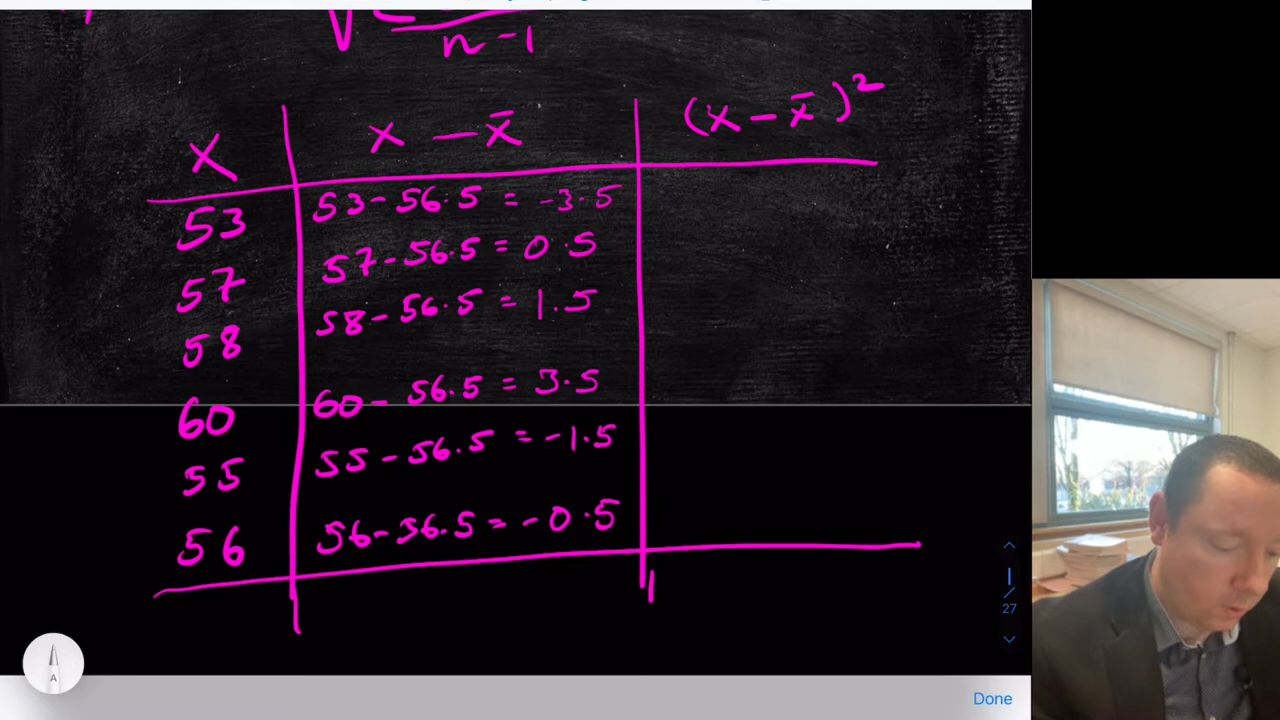 n-1
x x - x̄ (x - x̄)²
53 53-56.5 = -3.5
57 57-56.5 = 0.5
58 58-56.5 = 1.5
60 60-56.5 = 3.5
55 55-56.5 = -1.5
56 56-56.5 = -0.5
27
A
Done